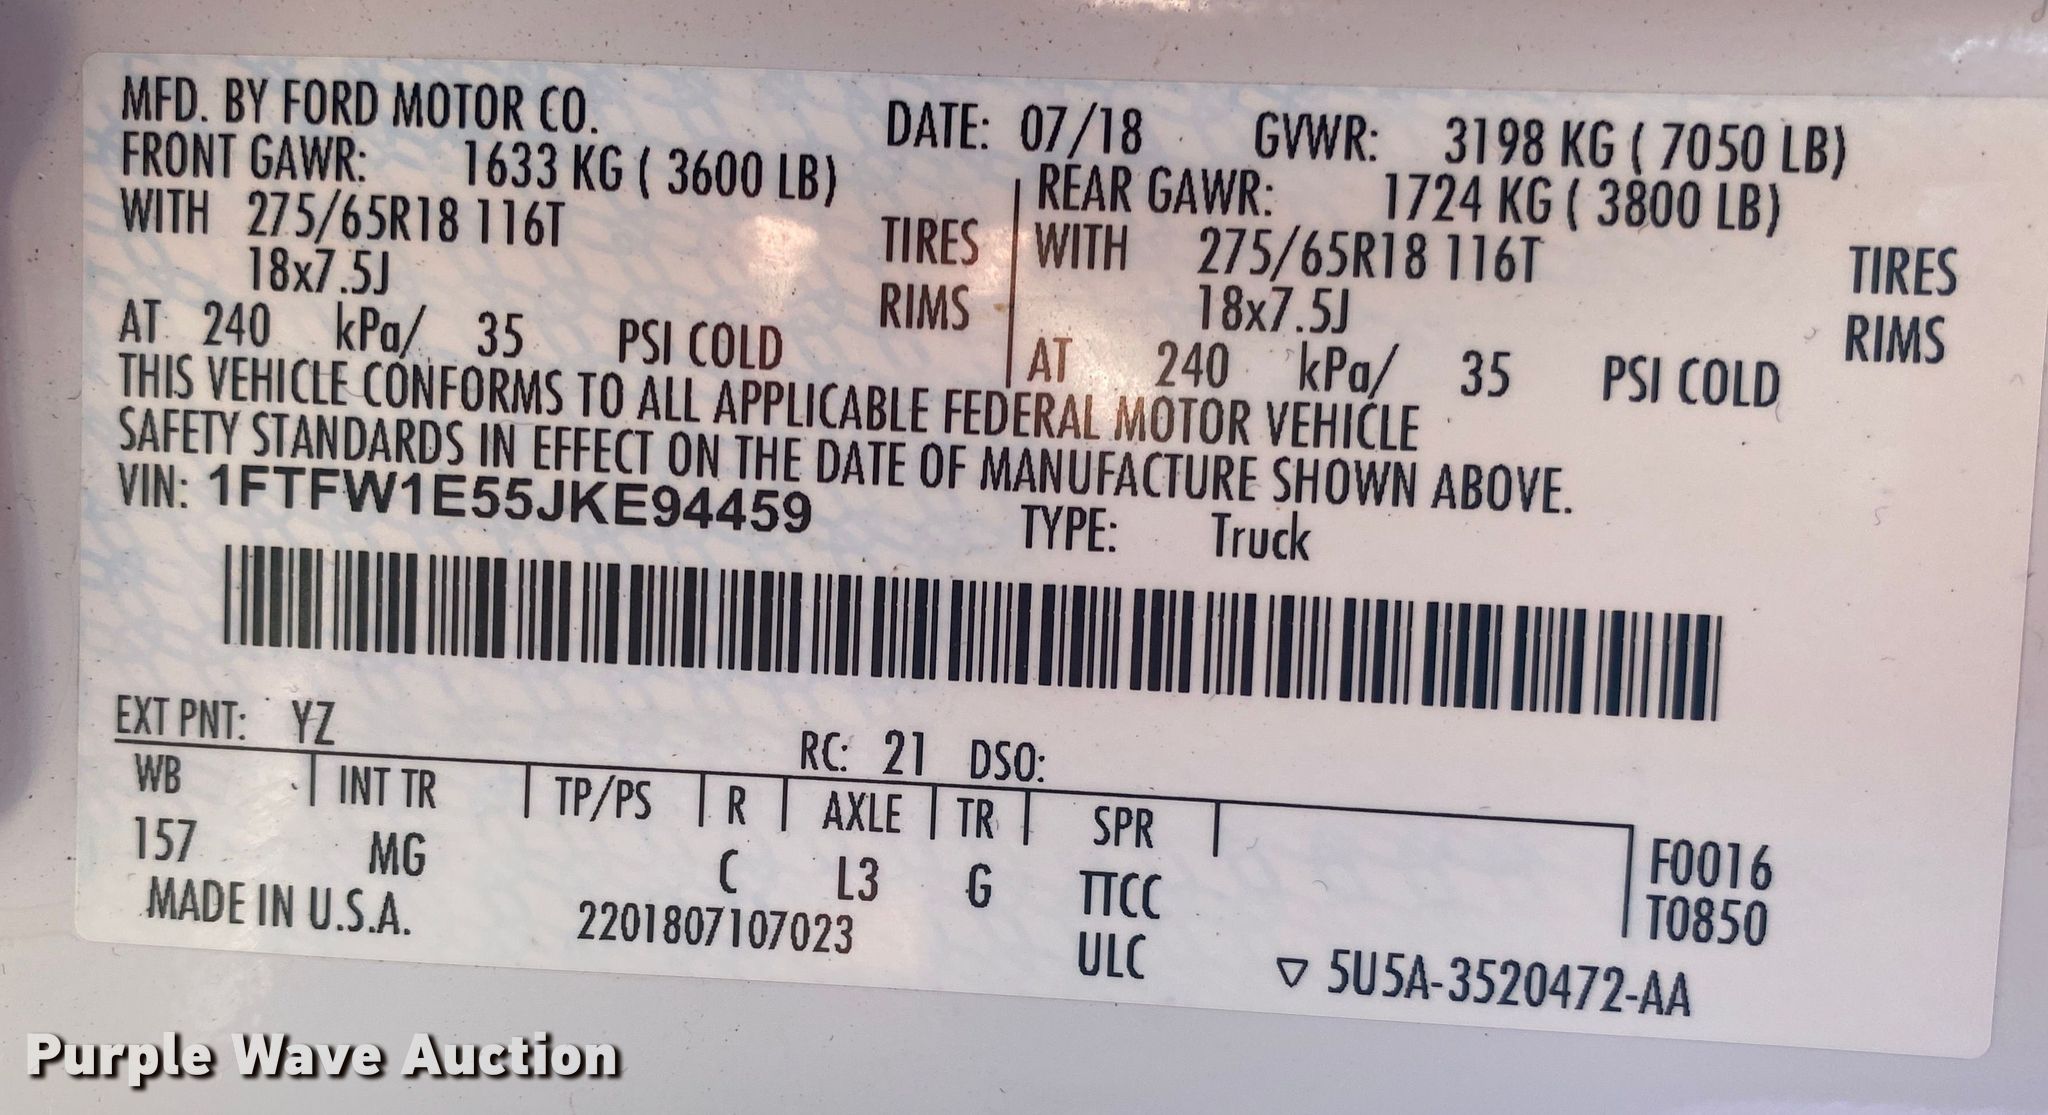 MFD. BY FORD MOTOR CO. DATE: 07/18 GVWR: 3198 KG ( 7050 LB)
FRONT GAWR: 1633 KG ( 3600 LB)
WITH 275/65R18 116T TIRES
18x7.5J RIMS
AT 240 kPa/ 35 PSI COLD
REAR GAWR: 1724 KG ( 3800 LB)
WITH 275/65R18 116T TIRES
18x7.5J RIMS
AT 240 kPa/ 35 PSI COLD
THIS VEHICLE CONFORMS TO ALL APPLICABLE FEDERAL MOTOR VEHICLE
SAFETY STANDARDS IN EFFECT ON THE DATE OF MANUFACTURE SHOWN ABOVE.
VIN: 1FTFW1E55JKE94459 TYPE: Truck
EXT PNT: YZ RC: 21 DSO:
WB INT TR TP/PS R AXLE TR SPR
157 MG C L3 G TTCC
F0016
T0850
MADE IN U.S.A. 2201807107023 ULC
▽ 5U5A-3520472-AA
Purple Wave Auction